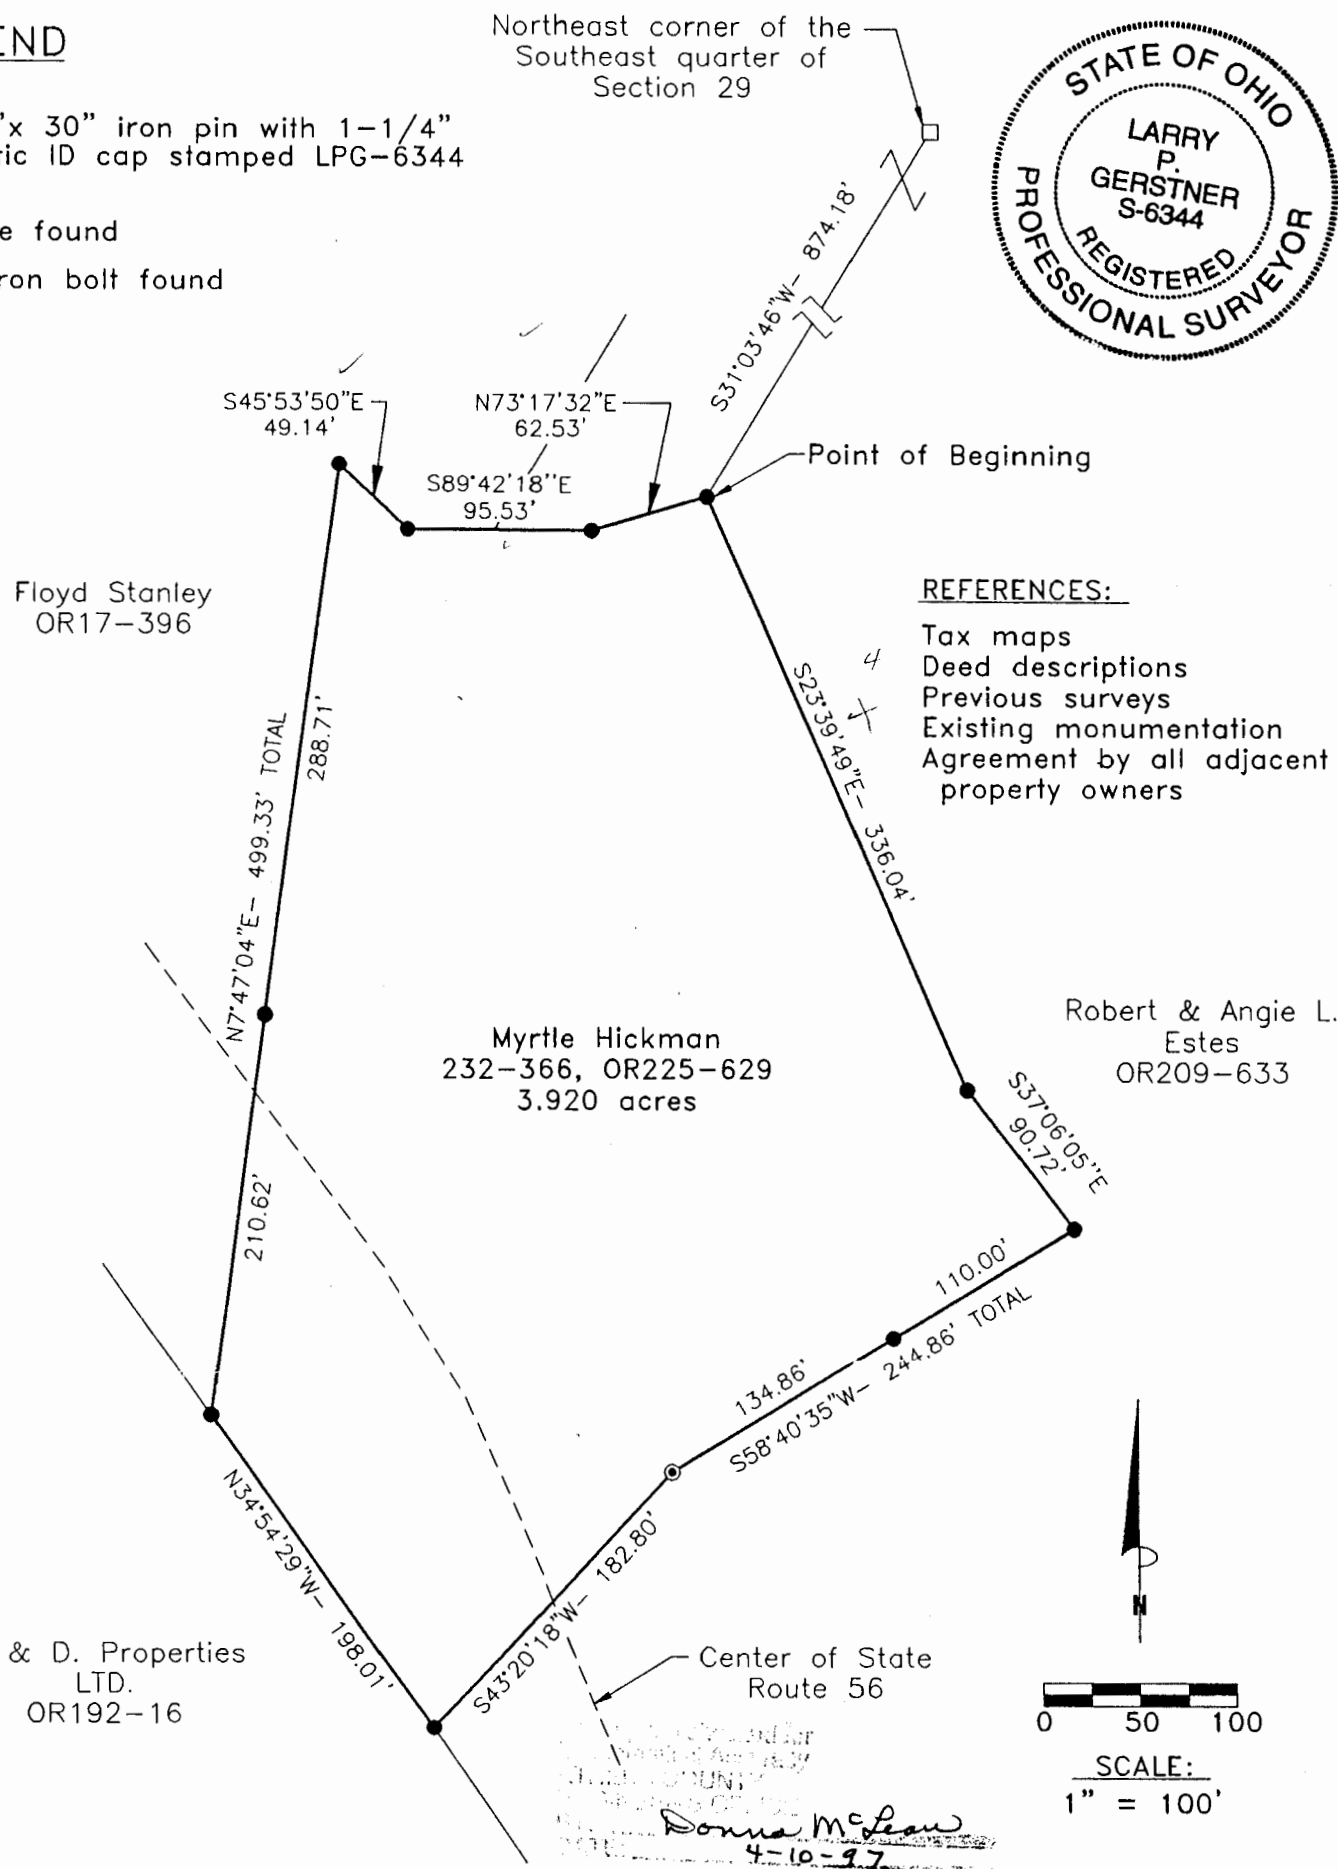 END
Northeast corner of the
Southeast quarter of
Section 29
STATE OF OHIO
LARRY
P.
GERSTNER
S-6344
REGISTERED
PROFESSIONAL SURVEYOR
"x 30" iron pin with 1-1/4"
ric ID cap stamped LPG-6344
e found
ron bolt found
S31°03'46"W- 874.18'
S45°53'50"E
49.14'
N73°17'32"E
62.53'
S89°42'18"E
95.53'
Point of Beginning
Floyd Stanley
OR17-396
REFERENCES:
Tax maps
Deed descriptions
Previous surveys
Existing monumentation
Agreement by all adjacent
property owners
4
N7°47'04"E- 499.33' TOTAL
288.71'
210.62'
S23°39'49"E- 336.04'
Myrtle Hickman
232-366, OR225-629
3.920 acres
Robert & Angie L.
Estes
OR209-633
S37°06'05"E
90.72'
110.00'
134.86'
S58°40'35"W- 244.86' TOTAL
S43°20'18"W- 182.80'
N34°54'29"W- 198.01'
& D. Properties
LTD.
OR192-16
Center of State
Route 56
N
0 50 100
SCALE:
1" = 100'
Donna McLean
4-10-97